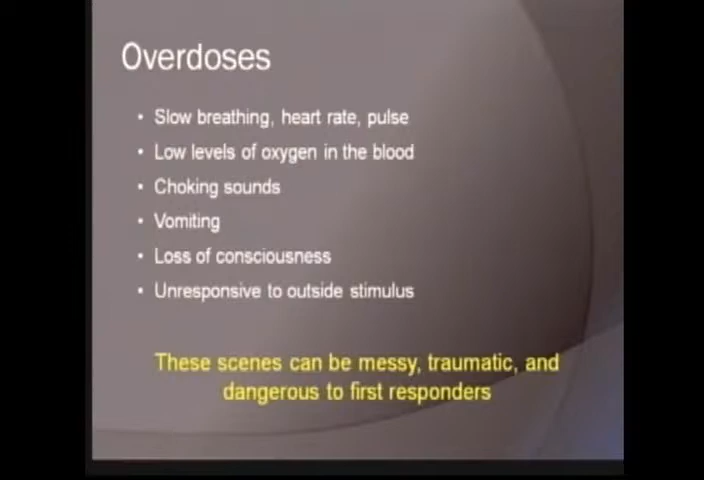 Overdoses
• Slow breathing, heart rate, pulse
• Low levels of oxygen in the blood
• Choking sounds
• Vomiting
• Loss of consciousness
• Unresponsive to outside stimulus
These scenes can be messy, traumatic, and
dangerous to first responders